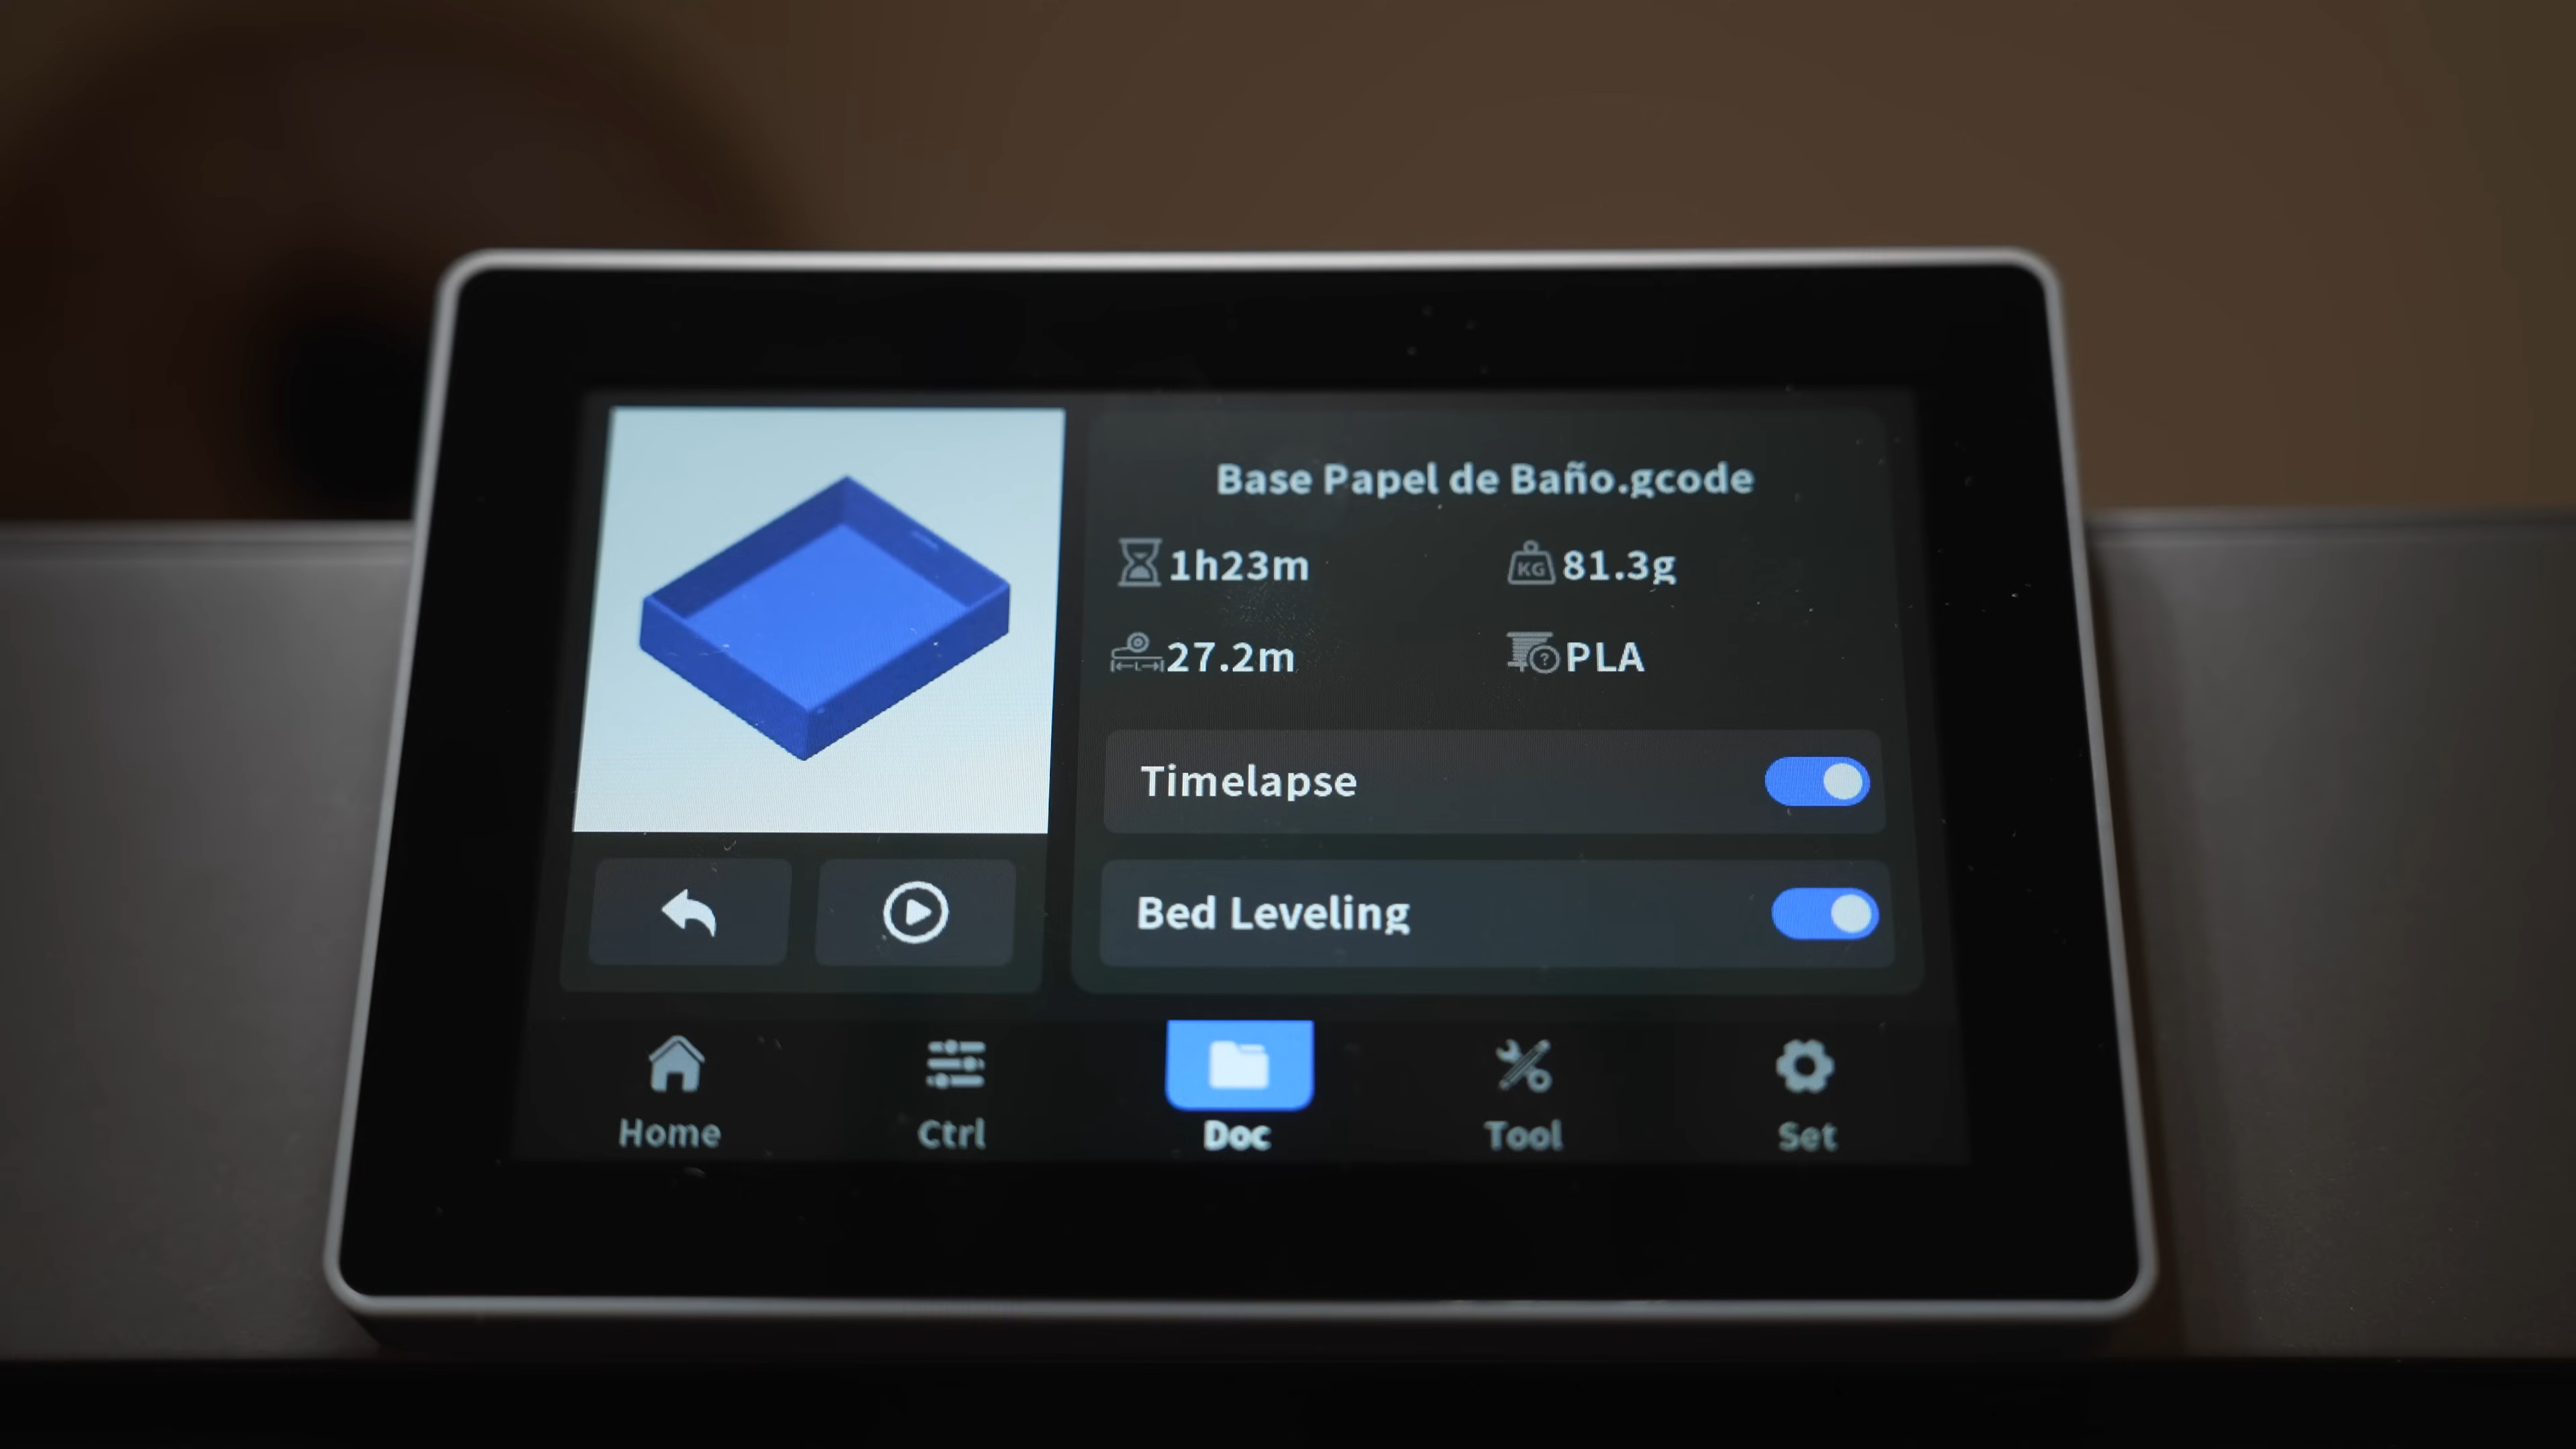 Base Papel de Baño.gcode
1h23m
KG
81.3g
L
27.2m
?
PLA
Timelapse
Bed Leveling
Home
Ctrl
Doc
Tool
Set